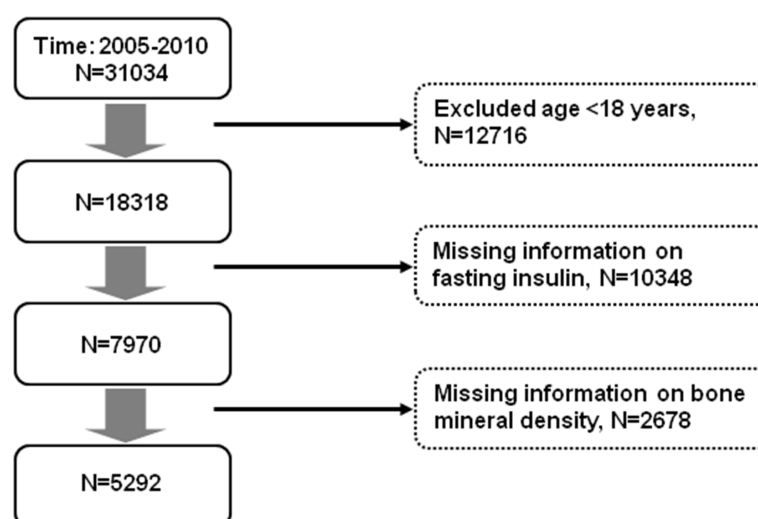 Time: 2005-2010
N=31034
Excluded age <18 years,
N=12716
N=18318
Missing information on
fasting insulin, N=10348
N=7970
Missing information on bone
mineral density, N=2678
N=5292